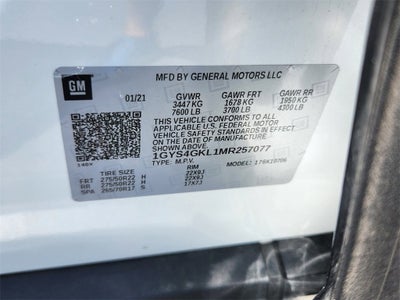 GM
MFD BY GENERAL MOTORS LLC
01/21
GVWR GAWR FRT GAWR RR
3447 KG 1678 KG 1950 KG
7600 LB 3700 LB 4300 LB
THIS VEHICLE CONFORMS TO ALL
APPLICABLE U.S. FEDERAL MOTOR
VEHICLE SAFETY STANDARDS IN EFFECT
ON THE DATE OF MANUFACTURE SHOWN ABOVE.
1GYS4GKL1MR257077
TYPE: M.P.V. MODEL:
TIRE SIZE RIM
FRT 275/50R22 H 22X9J
RR 275/50R22 H 22X9J
SPA 265/70R17 S 17X7J